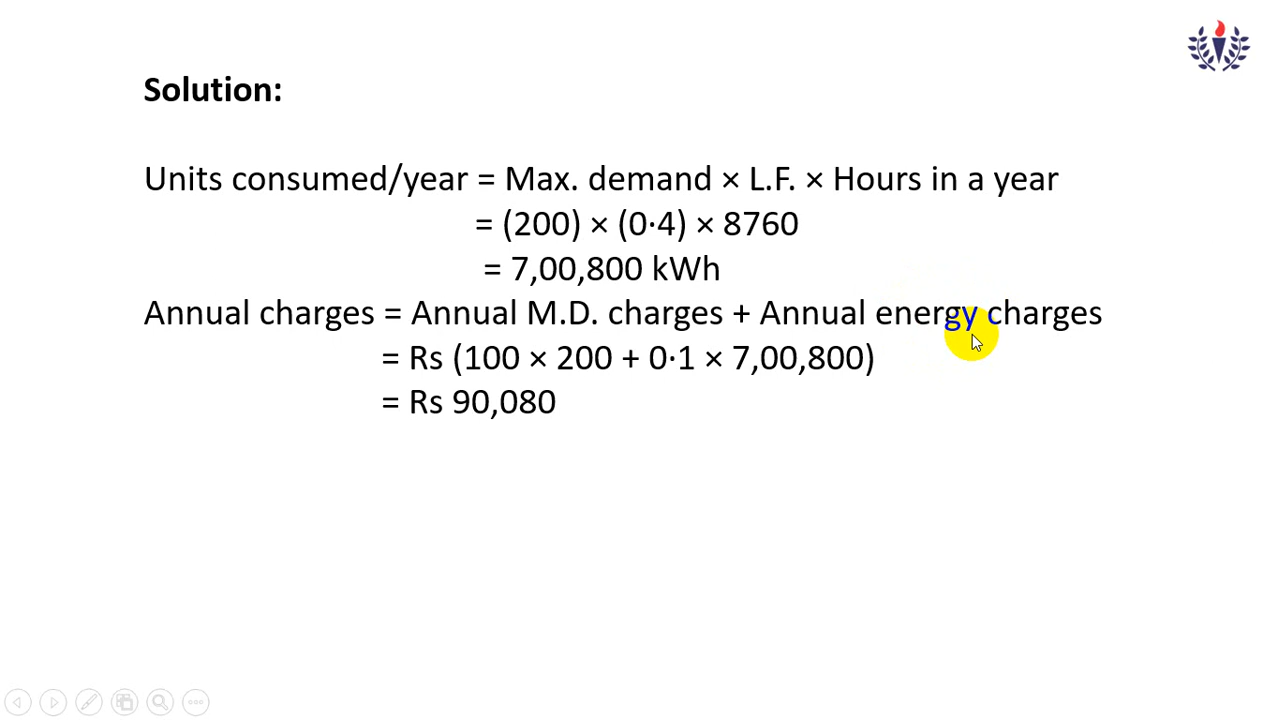 Solution:
Units consumed/year = Max. demand × L.F. × Hours in a year
= (200) × (0·4) × 8760
= 7,00,800 kWh
Annual charges = Annual M.D. charges + Annual energy charges
= Rs (100 × 200 + 0·1 × 7,00,800)
= Rs 90,080